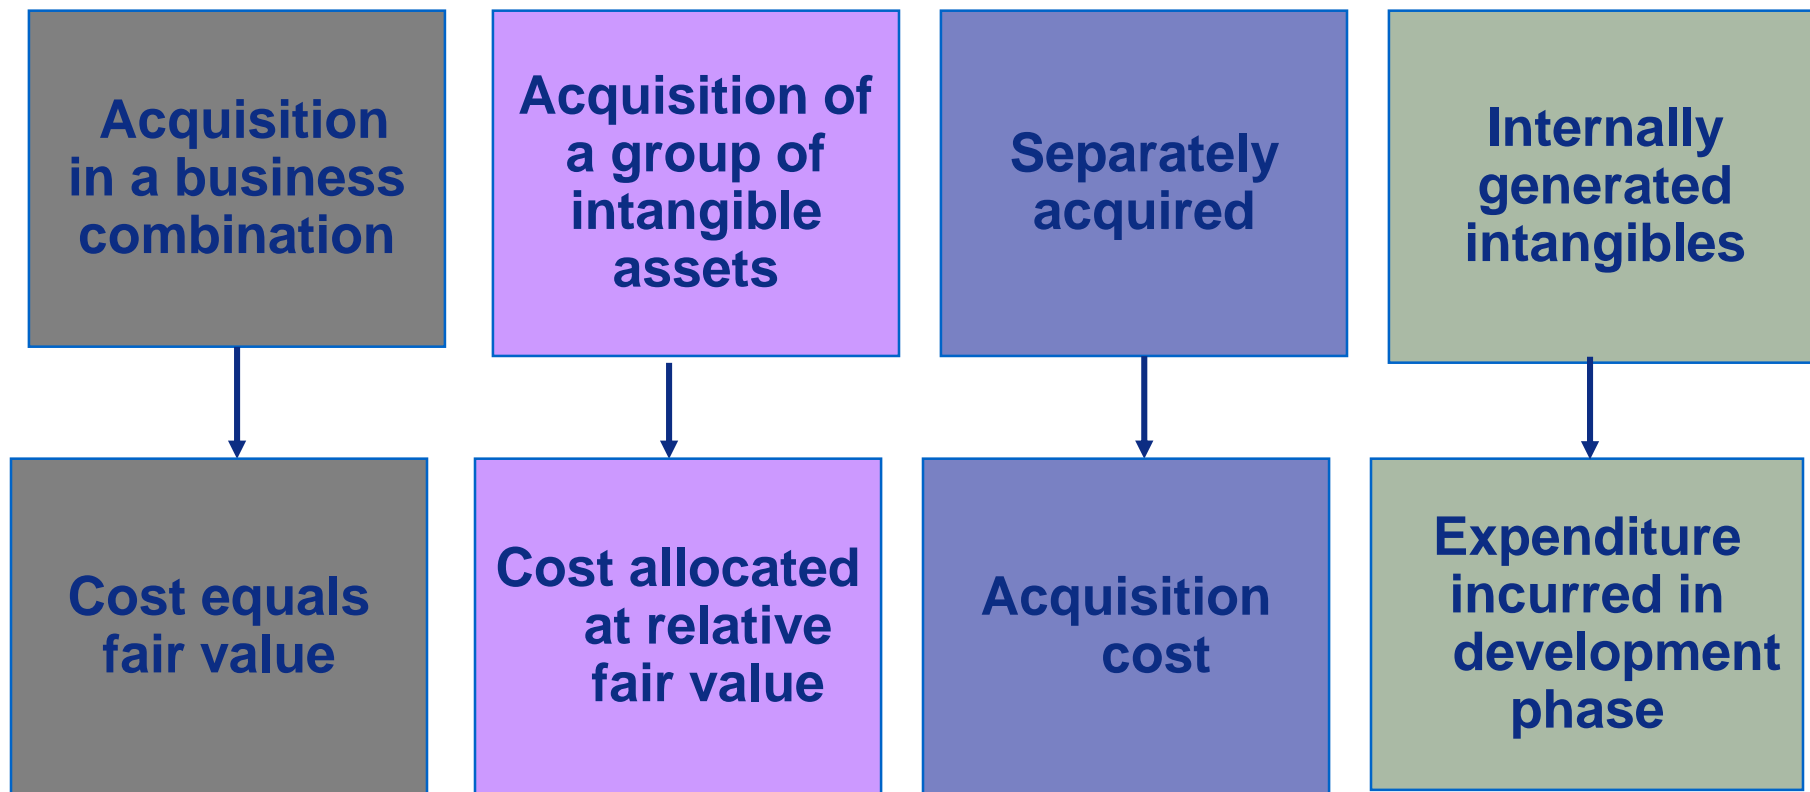 Acquisition
in a business
combination
Acquisition of
a group of
intangible
assets
Separately
acquired
Internally
generated
intangibles
Cost equals
fair value
Cost allocated
at relative
fair value
Acquisition
cost
Expenditure
incurred in
development
phase